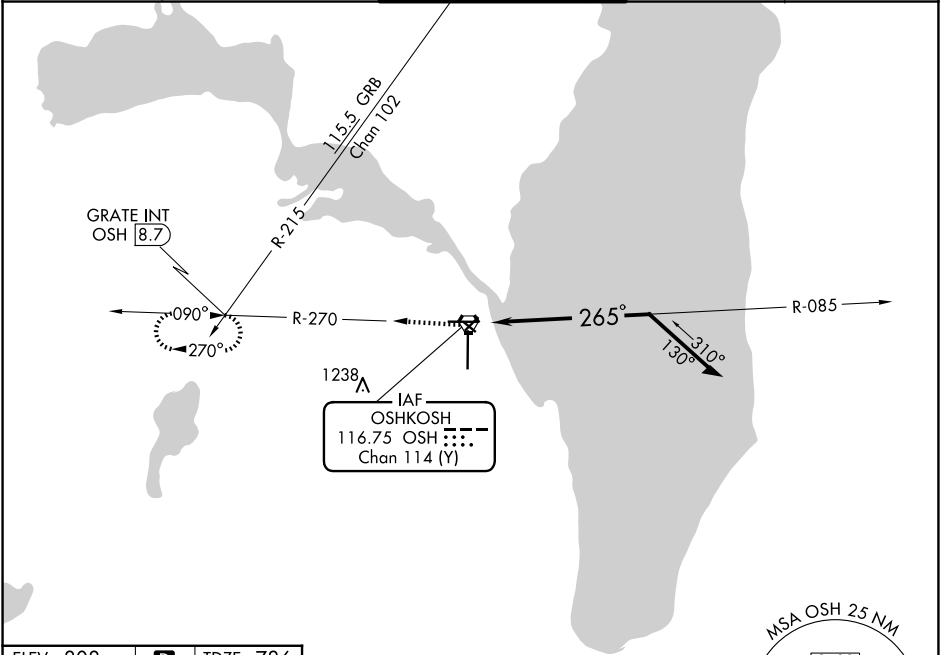 115.5 GRB
Chan 102
R-215
GRATE INT
OSH 8.7
090°
270°
R-270
265°
R-085
310°
130°
1238
IAF
OSHKOSH
116.75 OSH
Chan 114 (Y)
MSA OSH 25 NM